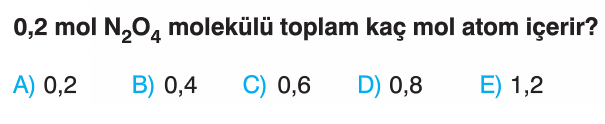 0,2 mol N₂O₄ molekülü toplam kaç mol atom içerir?
A) 0,2 B) 0,4 C) 0,6 D) 0,8 E) 1,2